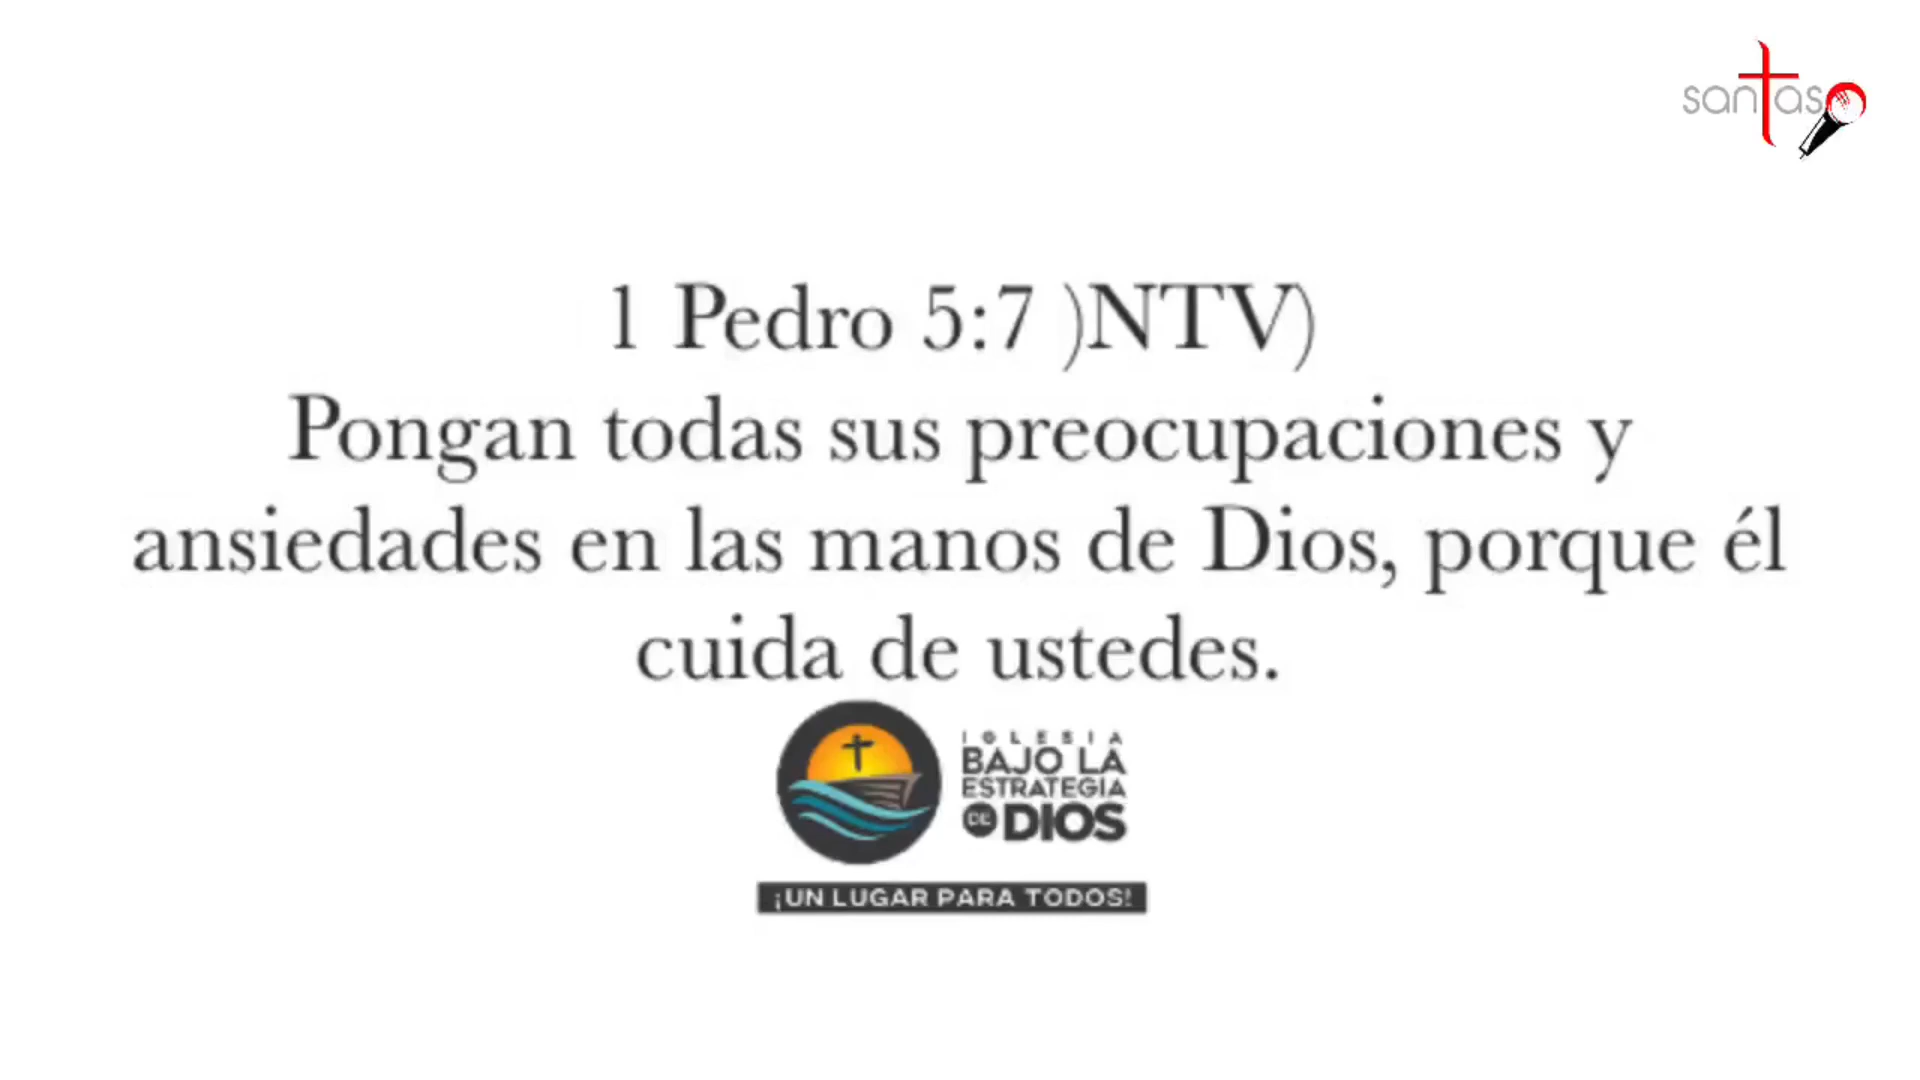 santaso
1 Pedro 5:7 )NTV)
Pongan todas sus preocupaciones y
ansiedades en las manos de Dios, porque él
cuida de ustedes.
IGLESIA
BAJO LA
ESTRATEGIA
DE DIOS
¡UN LUGAR PARA TODOS!